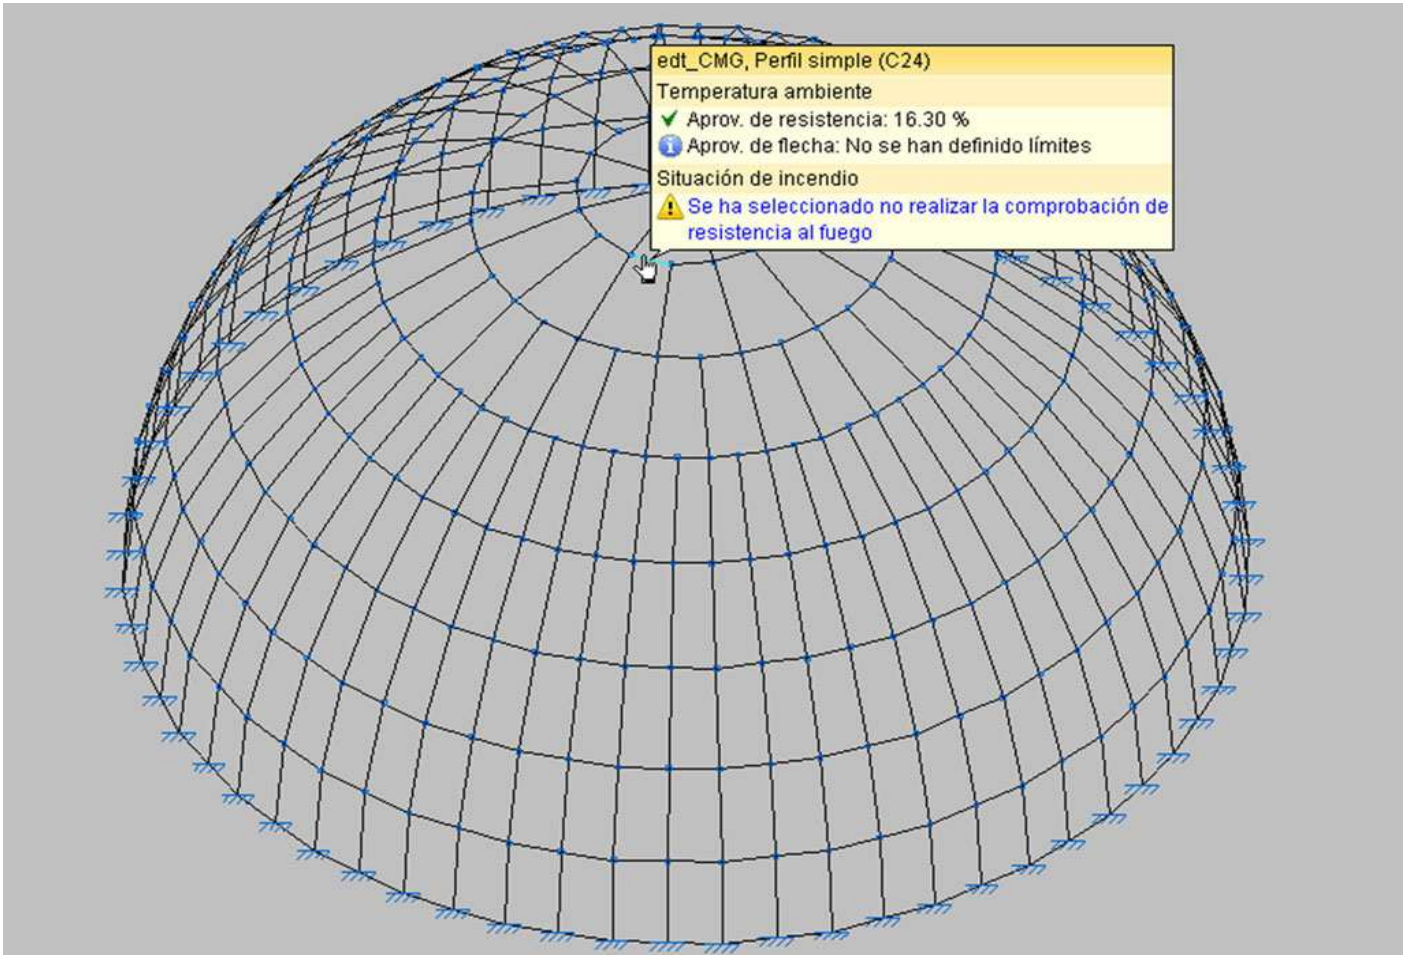 edt_CMG, Perfil simple (C24)
Temperatura ambiente
Aprov. de resistencia: 16.30 %
Aprov. de flecha: No se han definido límites
Situación de incendio
Se ha seleccionado no realizar la comprobación de
resistencia al fuego